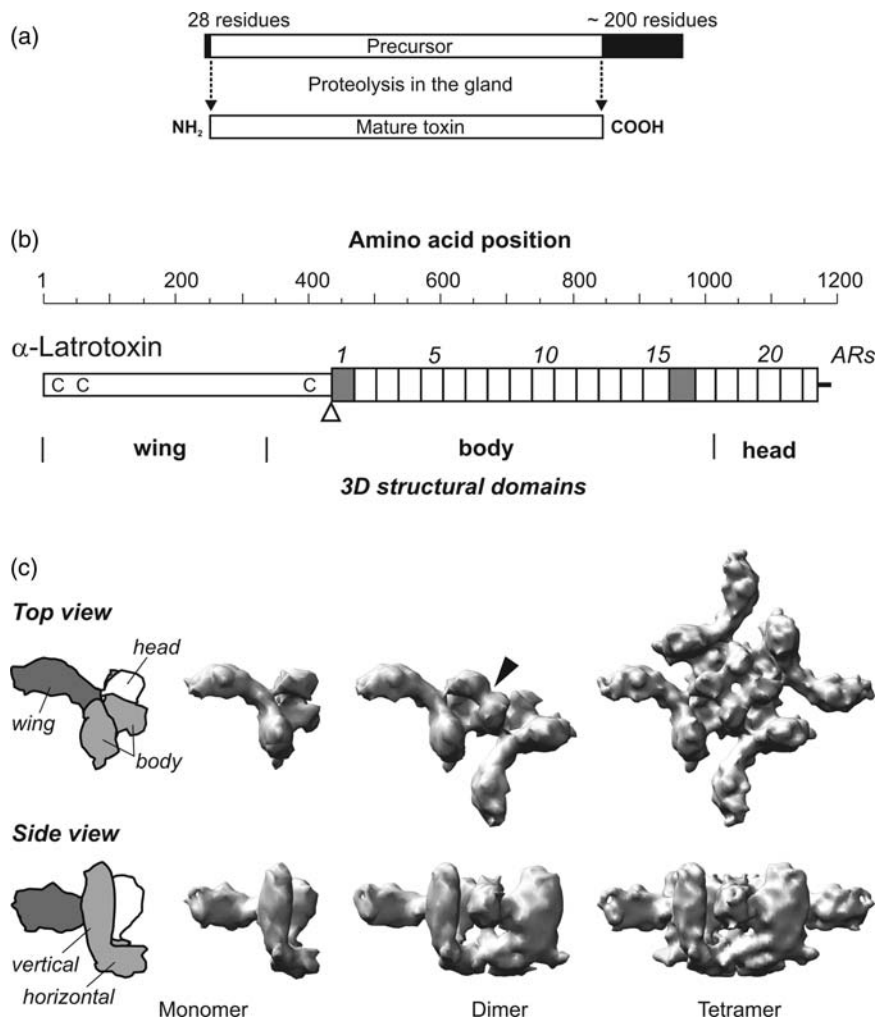 (a)
28 residues ~ 200 residues
Precursor
Proteolysis in the gland
NH₂ Mature toxin COOH
(b)
Amino acid position
1 200 400 600 800 1000 1200
α-Latrotoxin 1 5 10 15 20 ARs
C C C
wing body head
3D structural domains
(c)
Top view
head
wing
body
Side view
vertical
horizontal
Monomer Dimer Tetramer